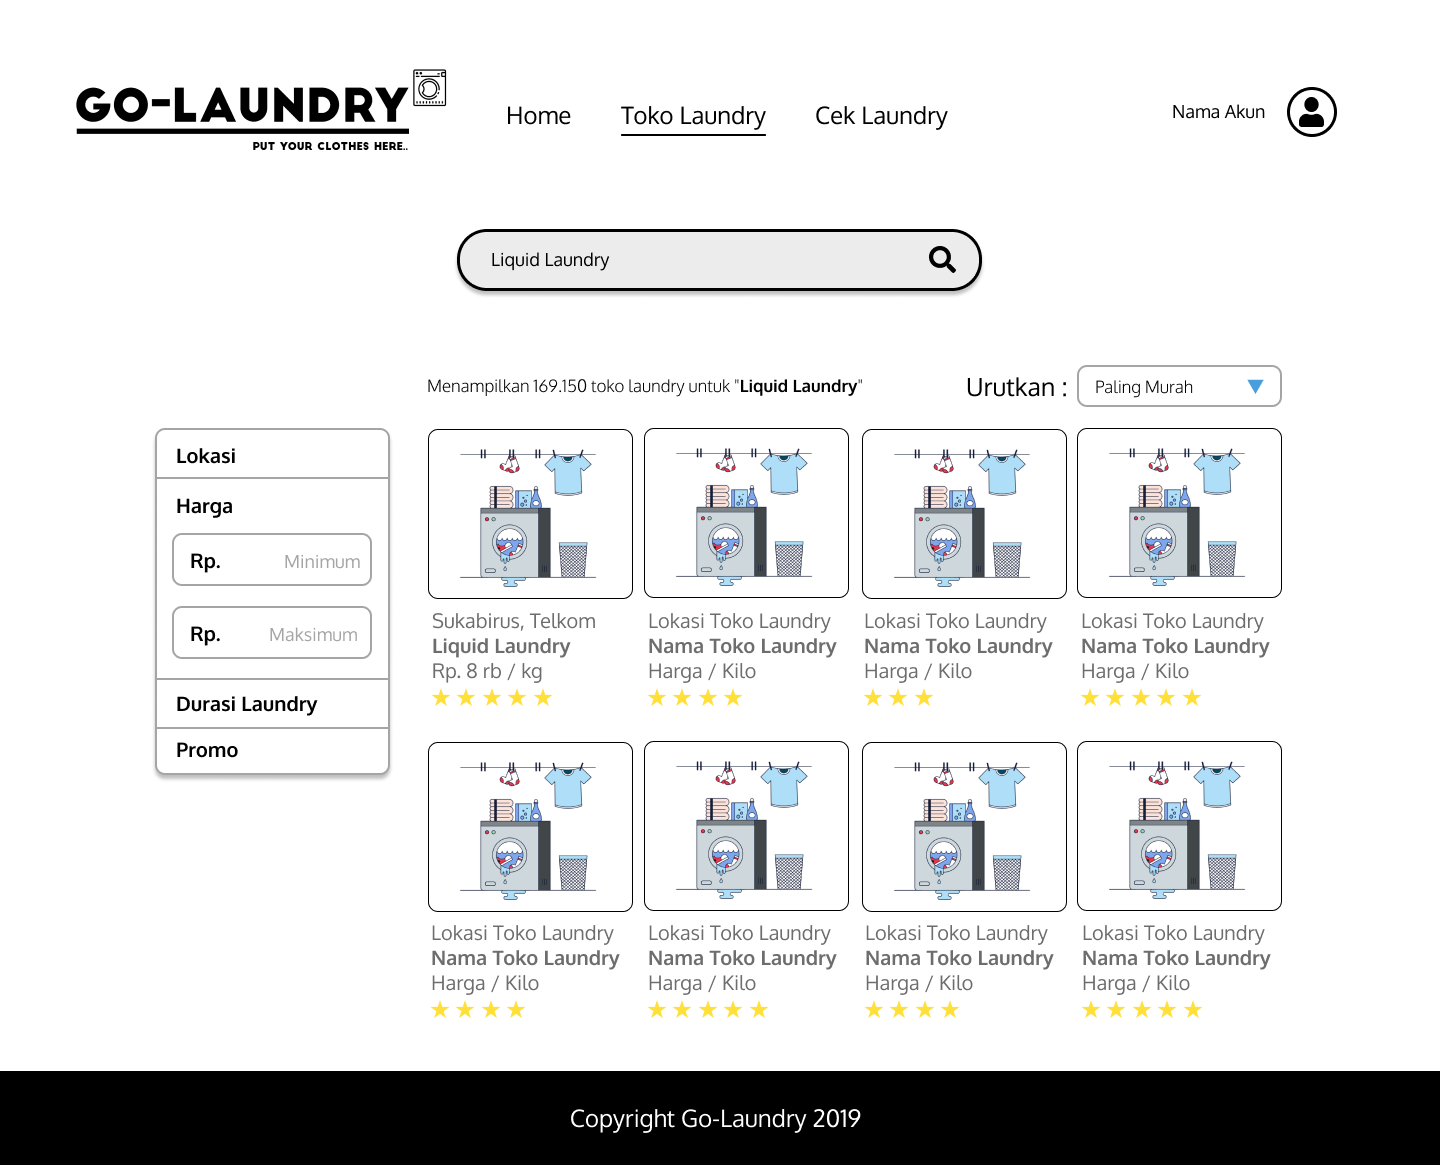 GO-LAUNDRY
PUT YOUR CLOTHES HERE..
Home
Toko Laundry
Cek Laundry
Nama Akun
Liquid Laundry
Menampilkan 169.150 toko laundry untuk "Liquid Laundry"
Urutkan :
Paling Murah
Lokasi
Harga
Rp. Minimum
Rp. Maksimum
Durasi Laundry
Promo
Sukabirus, Telkom
Liquid Laundry
Rp. 8 rb / kg
Lokasi Toko Laundry
Nama Toko Laundry
Harga / Kilo
Lokasi Toko Laundry
Nama Toko Laundry
Harga / Kilo
Lokasi Toko Laundry
Nama Toko Laundry
Harga / Kilo
Lokasi Toko Laundry
Nama Toko Laundry
Harga / Kilo
Lokasi Toko Laundry
Nama Toko Laundry
Harga / Kilo
Lokasi Toko Laundry
Nama Toko Laundry
Harga / Kilo
Lokasi Toko Laundry
Nama Toko Laundry
Harga / Kilo
Copyright Go-Laundry 2019